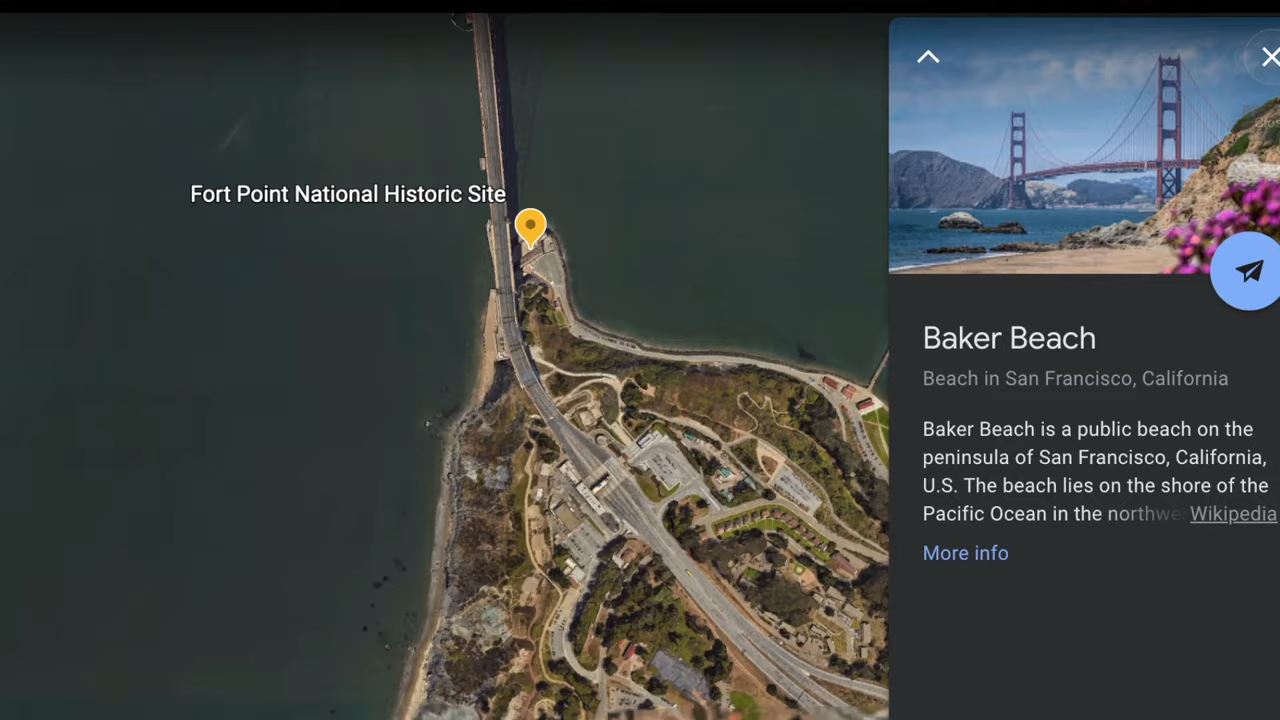 Fort Point National Historic Site
Baker Beach
Beach in San Francisco, California
Baker Beach is a public beach on the
peninsula of San Francisco, California,
U.S. The beach lies on the shore of the
Pacific Ocean in the northwe Wikipedia
More info